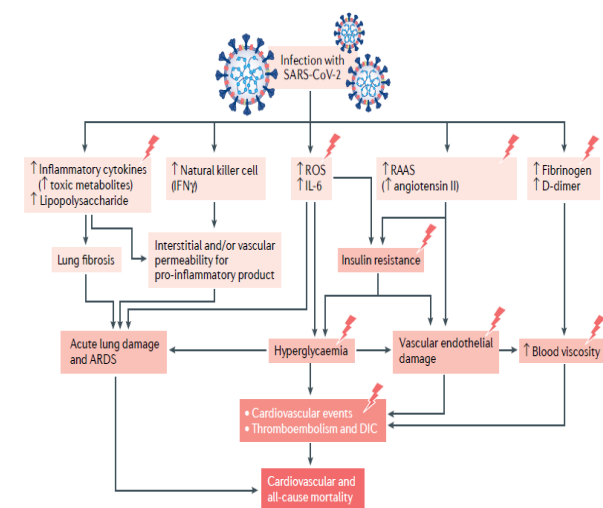 Infection with
SARS-CoV-2
↑ Inflammatory cytokines
(↑ toxic metabolites)
↑ Lipopolysaccharide
↑ Natural killer cell
(IFNγ)
↑ ROS
↑ IL-6
↑ RAAS
(↑ angiotensin II)
↑ Fibrinogen
↑ D-dimer
Lung fibrosis
Interstitial and/or vascular
permeability for
pro-inflammatory product
Insulin resistance
Acute lung damage
and ARDS
Hyperglycaemia
Vascular endothelial
damage
↑ Blood viscosity
• Cardiovascular events
• Thromboembolism and DIC
Cardiovascular and
all-cause mortality